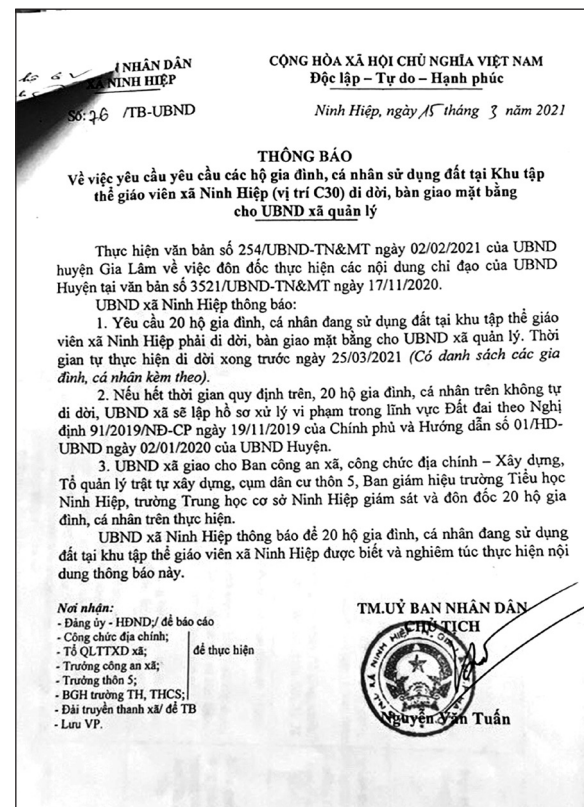 NHÂN DÂN
XÃ NINH HIỆP
Số: 26 /TB-UBND
CỘNG HÒA XÃ HỘI CHỦ NGHĨA VIỆT NAM
Độc lập – Tự do – Hạnh phúc
Ninh Hiệp, ngày 15 tháng 3 năm 2021
THÔNG BÁO
Về việc yêu cầu yêu cầu các hộ gia đình, cá nhân sử dụng đất tại Khu tập
thể giáo viên xã Ninh Hiệp (vị trí C30) di dời, bàn giao mặt bằng
cho UBND xã quản lý
Thực hiện văn bản số 254/UBND-TN&MT ngày 02/02/2021 của UBND
huyện Gia Lâm về việc đôn đốc thực hiện các nội dung chỉ đạo của UBND
Huyện tại văn bản số 3521/UBND-TN&MT ngày 17/11/2020.
UBND xã Ninh Hiệp thông báo:
1. Yêu cầu 20 hộ gia đình, cá nhân đang sử dụng đất tại khu tập thể giáo
viên xã Ninh Hiệp phải di dời, bàn giao mặt bằng cho UBND xã quản lý. Thời
gian tự thực hiện di dời xong trước ngày 25/03/2021 (Có danh sách các gia
đình, cá nhân kèm theo).
2. Nếu hết thời gian quy định trên, 20 hộ gia đình, cá nhân trên không tự
di dời, UBND xã sẽ lập hồ sơ xử lý vi phạm trong lĩnh vực Đất đai theo Nghị
định 91/2019/NĐ-CP ngày 19/11/2019 của Chính phủ và Hướng dẫn số 01/HD-
UBND ngày 02/01/2020 của UBND Huyện.
3. UBND xã giao cho Ban công an xã, công chức địa chính – Xây dựng,
Tổ quản lý trật tự xây dựng, cụm dân cư thôn 5, Ban giám hiệu trường Tiểu học
Ninh Hiệp, trường Trung học cơ sở Ninh Hiệp giám sát và đôn đốc 20 hộ gia
đình, cá nhân trên thực hiện.
UBND xã Ninh Hiệp thông báo để 20 hộ gia đình, cá nhân đang sử dụng
đất tại khu tập thể giáo viên xã Ninh Hiệp được biết và nghiêm túc thực hiện nội
dung thông báo này.
Nơi nhận:
- Đảng ủy - HĐND;/ để báo cáo
- Công chức địa chính;
- Tổ QLTTXD xã;
- Trưởng công an xã;
- Trưởng thôn 5;
- BGH trường TH, THCS;
để thực hiện
- Đài truyền thanh xã/ để TB
- Lưu VP.
TM.UỶ BAN NHÂN DÂN
CHỦ TỊCH
Nguyễn Văn Tuấn